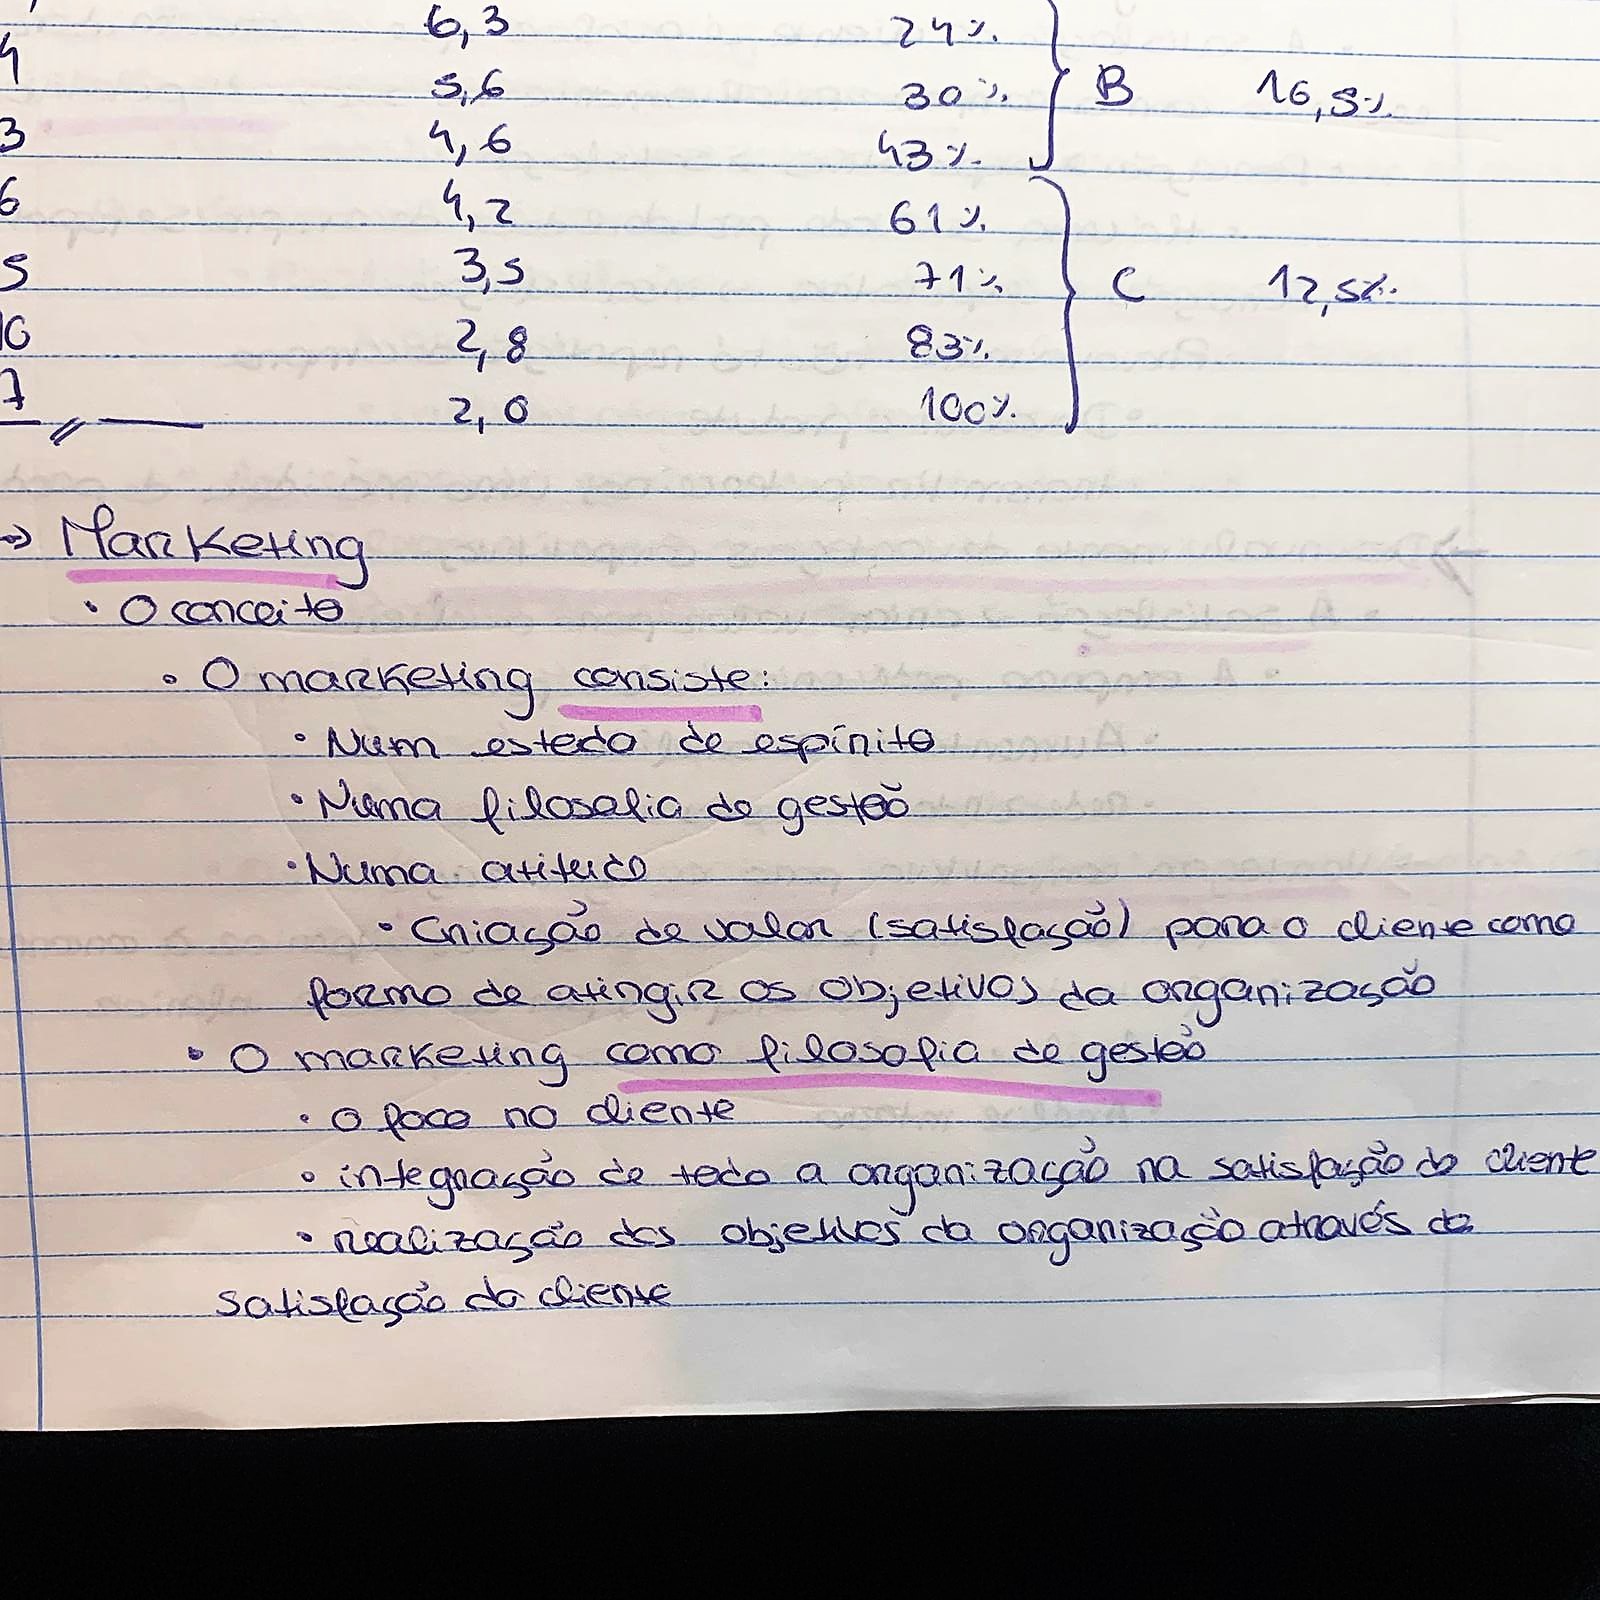 6,3 24%
4 5,6 30% B 16,5%
3 4,6 43%
6 4,2 61%
5 3,5 71% C 12,5%
10 2,8 83%
7 2,0 100%
→ Marketing
• O conceito
• O marketing consiste:
• Num estado de espírito
• Numa filosofia de gestão
• Numa atitude
• Criação de valor (satisfação) para o cliente como
forma de atingir os objetivos da organização
• O marketing como filosofia de gestão
• O foco no cliente
• integração de toda a organização na satisfação do cliente
• realização dos objetivos da organização através da
satisfação do cliente